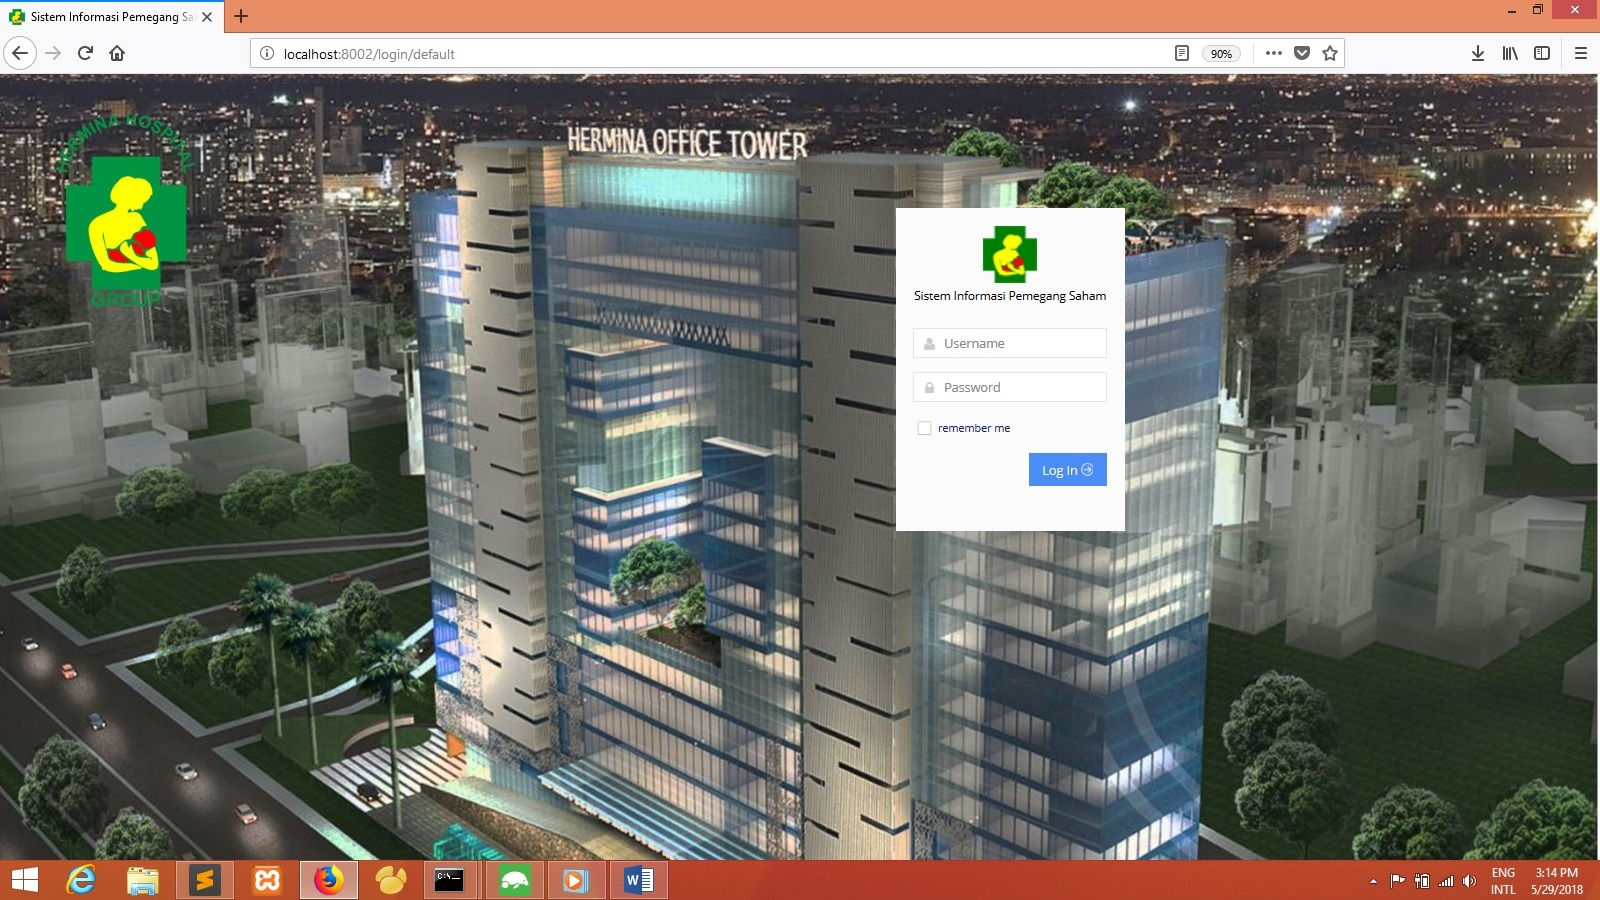 Sistem Informasi Pemegang Sa
localhost:8002/login/default
90%
HERMINA HOSPITAL
GROUP
HERMINA OFFICE TOWER
Sistem Informasi Pemegang Saham
Username
Password
remember me
Log In
C:\_
ENG
INTL
3:14 PM
5/29/2018